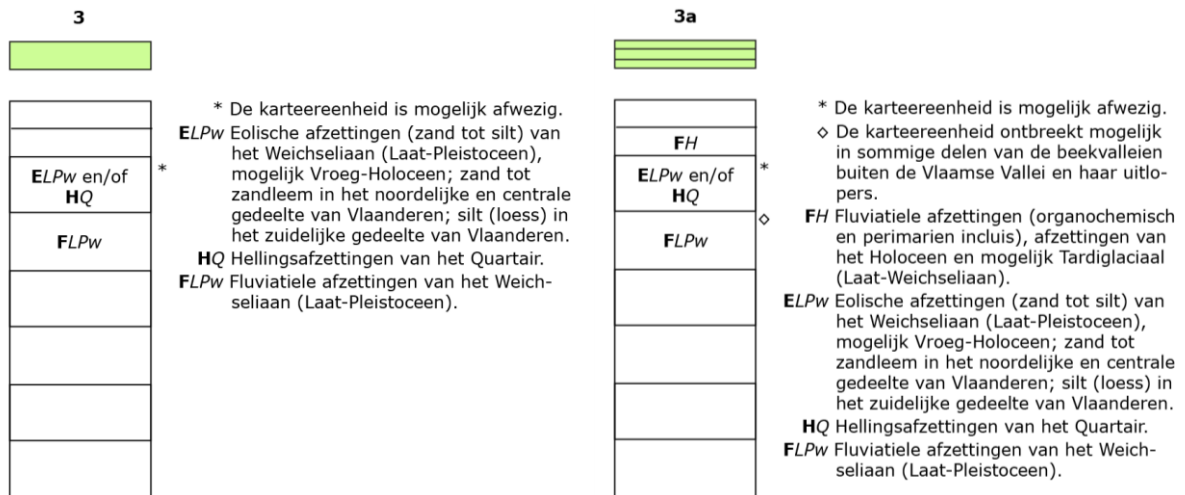 3
* De karteereenheid is mogelijk afwezig.
ELPw Eolische afzettingen (zand tot silt) van
het Weichseliaan (Laat-Pleistoceen),
mogelijk Vroeg-Holoceen; zand tot
zandleem in het noordelijke en centrale
gedeelte van Vlaanderen; silt (loess) in
het zuidelijke gedeelte van Vlaanderen.
HQ Hellingsafzettingen van het Quartair.
FLPw Fluviatiele afzettingen van het Weich-
seliaan (Laat-Pleistoceen).
ELPw en/of *
HQ
FLPw
3a
* De karteereenheid is mogelijk afwezig.
◇ De karteereenheid ontbreekt mogelijk
in sommige delen van de beekvalleien
buiten de Vlaamse Vallei en haar uitlo-
pers.
FH Fluviatiele afzettingen (organochemisch
en perimarien incluis), afzettingen van
het Holoceen en mogelijk Tardiglaciaal
(Laat-Weichseliaan).
ELPw Eolische afzettingen (zand tot silt) van
het Weichseliaan (Laat-Pleistoceen),
mogelijk Vroeg-Holoceen; zand tot
zandleem in het noordelijke en centrale
gedeelte van Vlaanderen; silt (loess) in
het zuidelijke gedeelte van Vlaanderen.
HQ Hellingsafzettingen van het Quartair.
FLPw Fluviatiele afzettingen van het Weich-
seliaan (Laat-Pleistoceen).
FH
ELPw en/of *
HQ
◇
FLPw